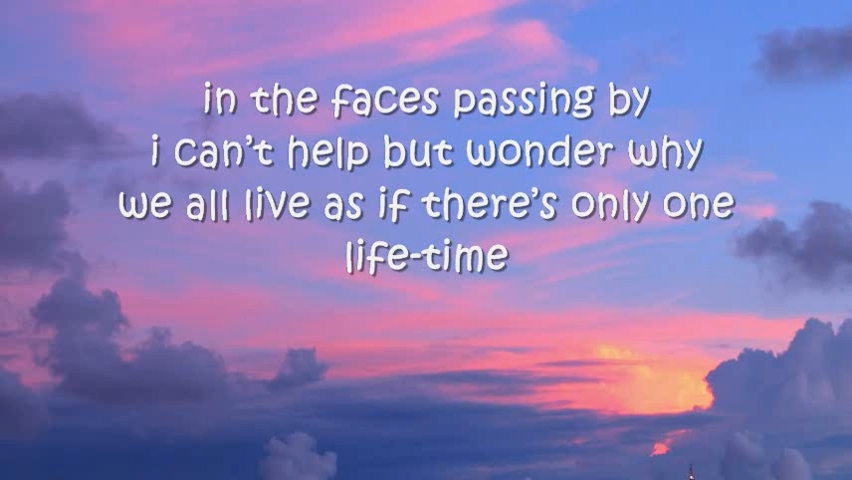 in the faces passing by
i can't help but wonder why
we all live as if there's only one
life-time